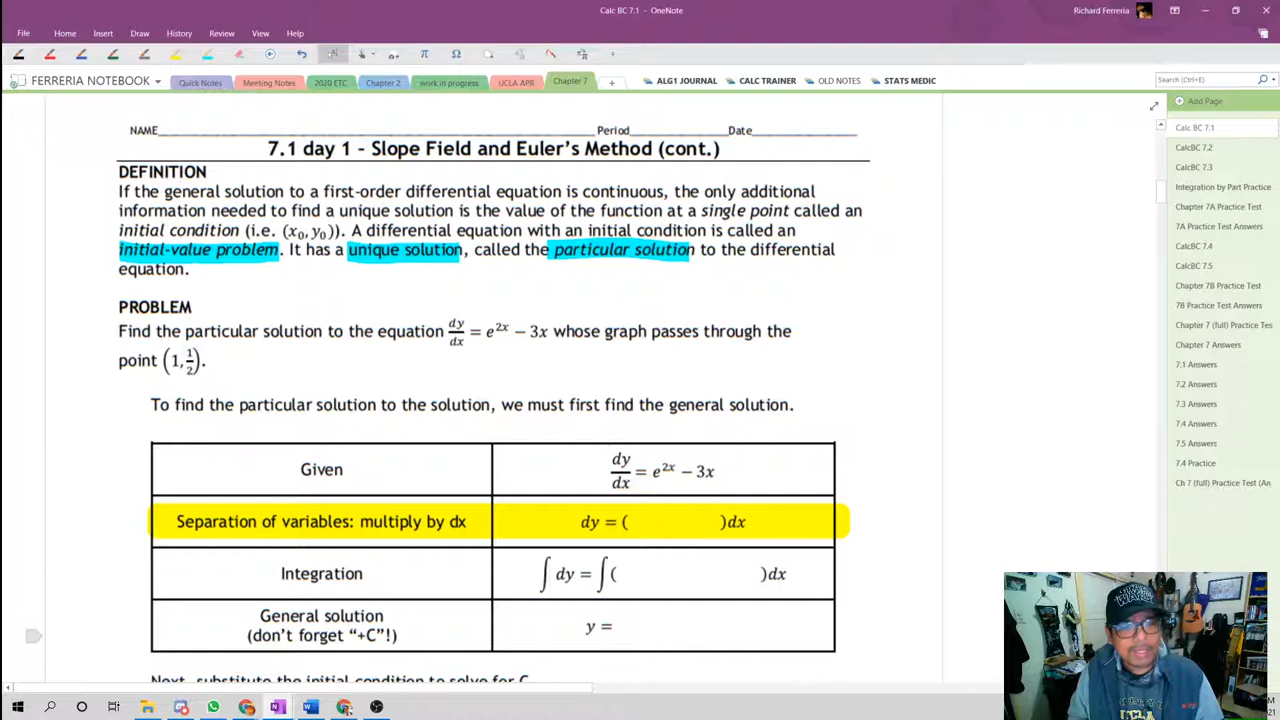 Calc BC 7.1 - OneNote
Richard Ferreria
File Home Insert Draw History Review View Help
FERRERIA NOTEBOOK
Quick Notes Meeting Notes 2020 ETC Chapter 2 work in progress UCLA APR Chapter 7
ALG1 JOURNAL CALC TRAINER OLD NOTES STATS MEDIC
Search (Ctrl+E)
Add Page
Calc BC 7.1
CalcBC 7.2
CalcBC 7.3
Integration by Part Practice
Chapter 7A Practice Test
7A Practice Test Answers
CalcBC 7.4
CalcBC 7.5
Chapter 7B Practice Test
7B Practice Test Answers
Chapter 7 (full) Practice Tes
Chapter 7 Answers
7.1 Answers
7.2 Answers
7.3 Answers
7.4 Answers
7.5 Answers
7.4 Practice
Ch 7 (full) Practice Test (An
NAME Period Date
7.1 day 1 – Slope Field and Euler's Method (cont.)
DEFINITION
If the general solution to a first-order differential equation is continuous, the only additional
information needed to find a unique solution is the value of the function at a single point called an
initial condition (i.e. (x₀, y₀)). A differential equation with an initial condition is called an
initial-value problem. It has a unique solution, called the particular solution to the differential
equation.
PROBLEM
Find the particular solution to the equation dy/dx = e²ˣ − 3x whose graph passes through the
point (1, 1/2).
To find the particular solution to the solution, we must first find the general solution.
Given dy/dx = e²ˣ − 3x
Separation of variables: multiply by dx dy = ( )dx
Integration ∫ dy = ∫ ( )dx
General solution
(don't forget "+C"!) y =
Next, substitute the initial condition to solve for C